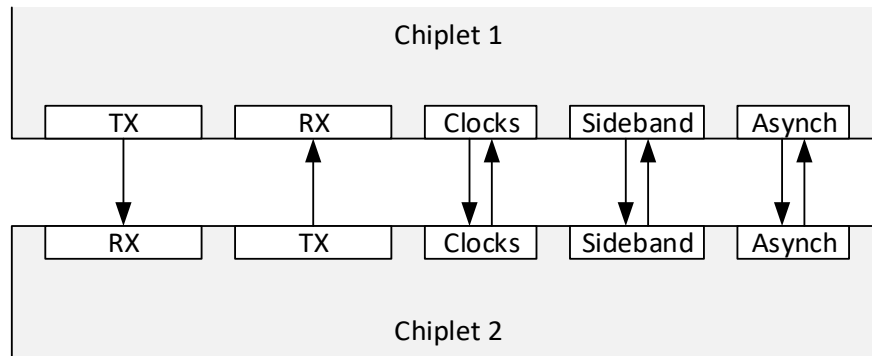 Chiplet 1
TX RX Clocks Sideband Asynch
RX TX Clocks Sideband Asynch
Chiplet 2